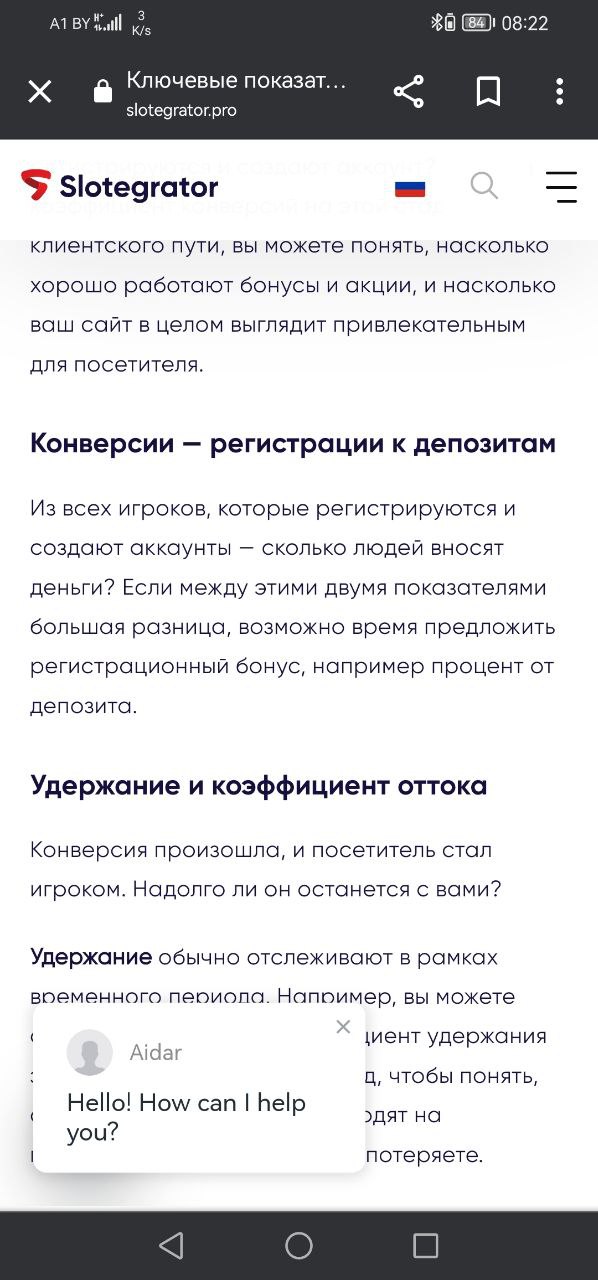 A1 BY H+ 3 K/s 84 08:22
Ключевые показат...
slotegrator.pro
Slotegrator
клиентского пути, вы можете понять, насколько
хорошо работают бонусы и акции, и насколько
ваш сайт в целом выглядит привлекательным
для посетителя.
Конверсии — регистрации к депозитам
Из всех игроков, которые регистрируются и
создают аккаунты — сколько людей вносят
деньги? Если между этими двумя показателями
большая разница, возможно время предложить
регистрационный бонус, например процент от
депозита.
Удержание и коэффициент оттока
Конверсия произошла, и посетитель стал
игроком. Надолго ли он останется с вами?
Удержание обычно отслеживают в рамках
временного периода. Например, вы можете
циент удержания
д, чтобы понять,
одят на
потеряете.
Aidar
Hello! How can I help
you?